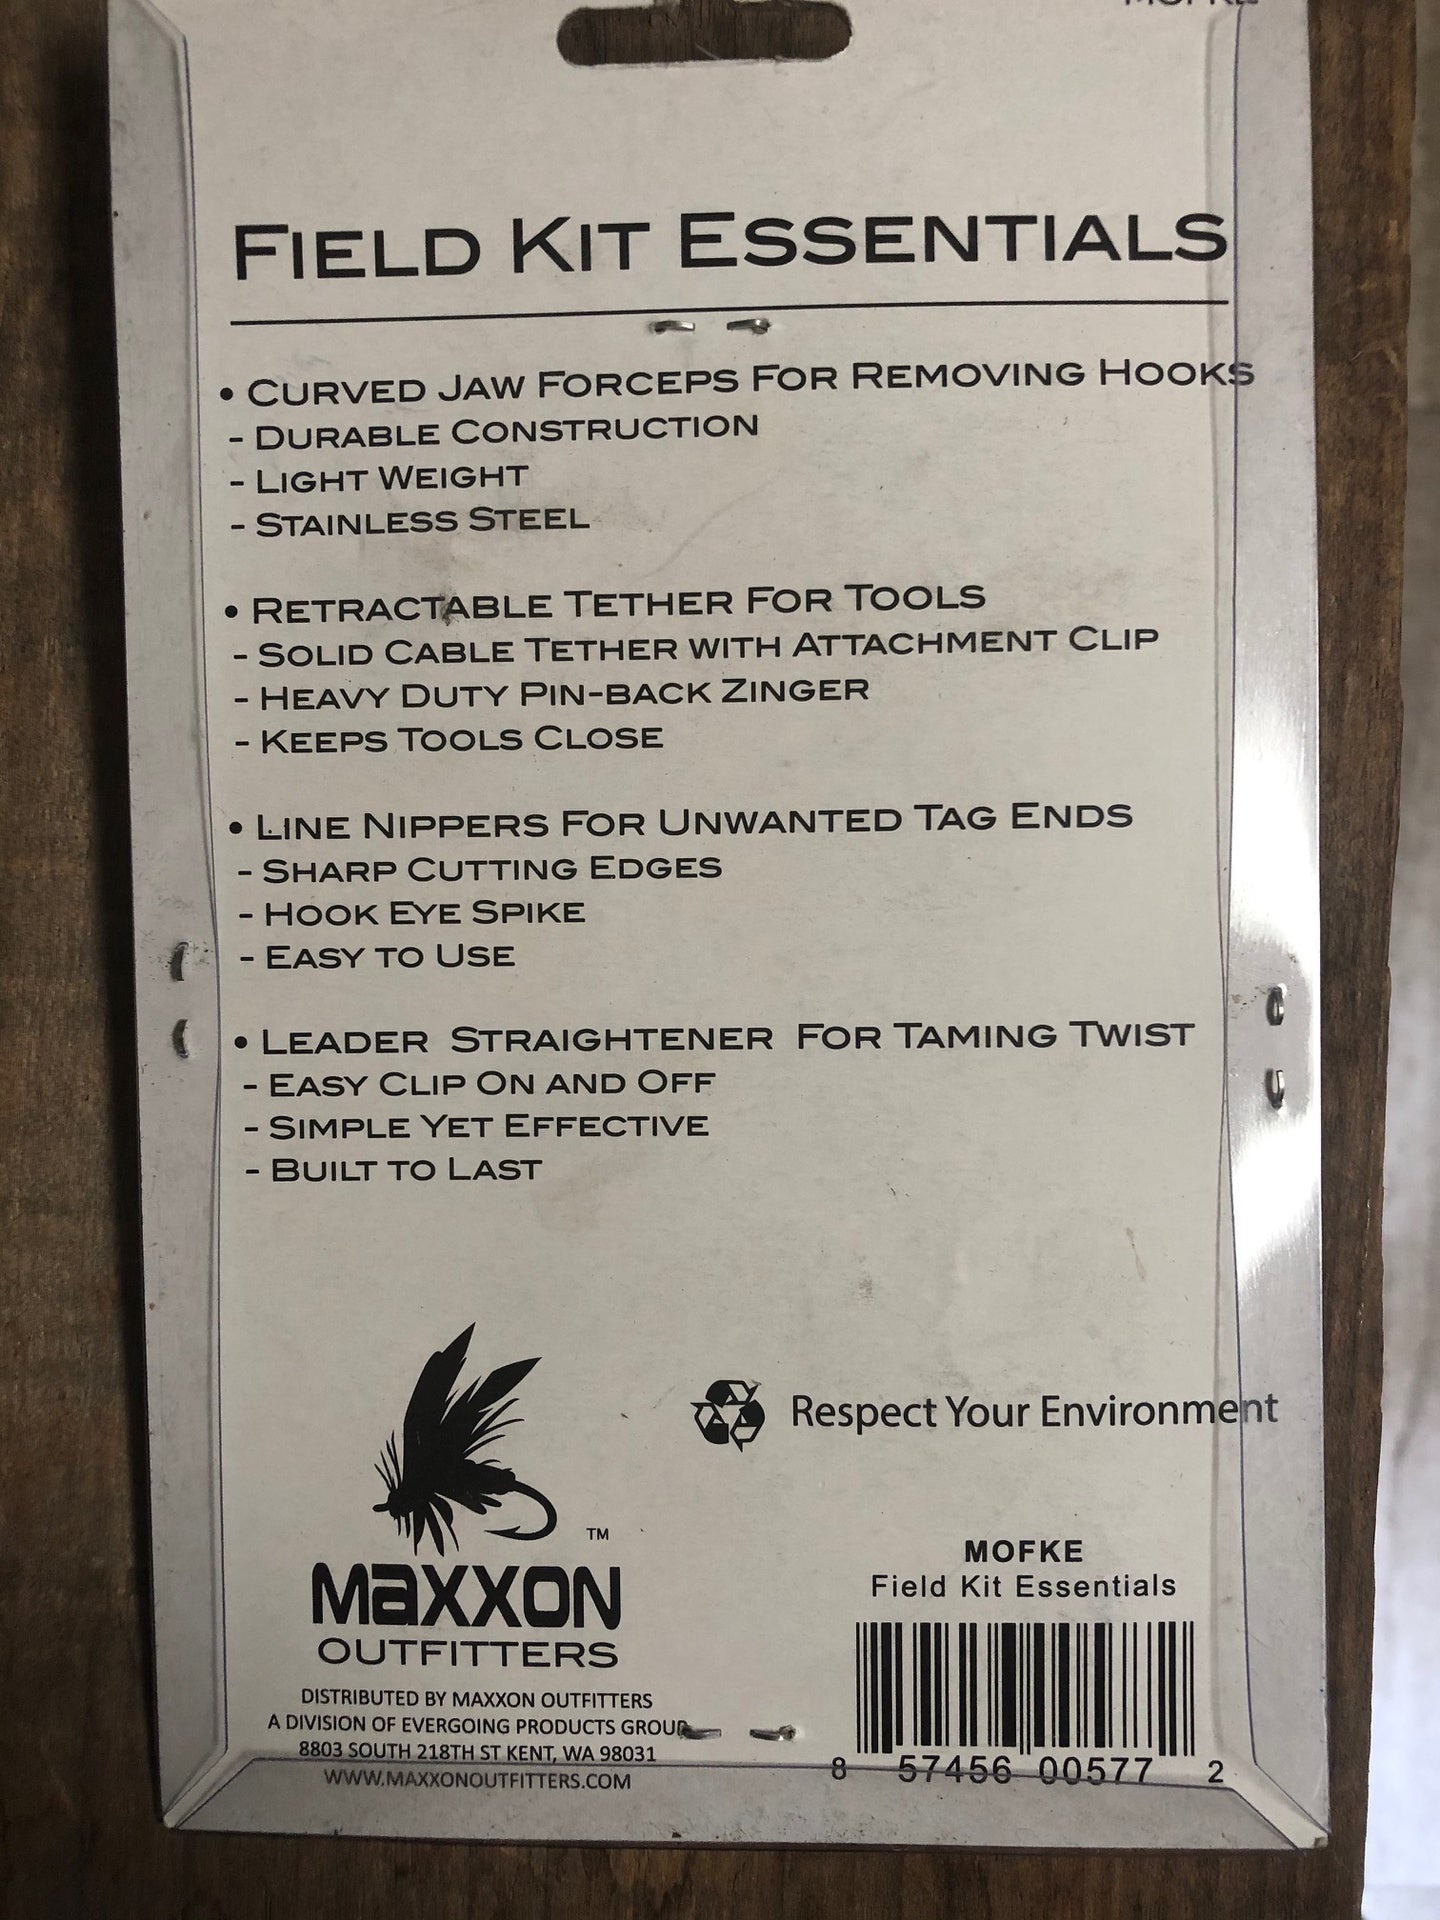 MOFKE
FIELD KIT ESSENTIALS
• CURVED JAW FORCEPS FOR REMOVING HOOKS
- DURABLE CONSTRUCTION
- LIGHT WEIGHT
- STAINLESS STEEL
• RETRACTABLE TETHER FOR TOOLS
- SOLID CABLE TETHER WITH ATTACHMENT CLIP
- HEAVY DUTY PIN-BACK ZINGER
- KEEPS TOOLS CLOSE
• LINE NIPPERS FOR UNWANTED TAG ENDS
- SHARP CUTTING EDGES
- HOOK EYE SPIKE
- EASY TO USE
• LEADER STRAIGHTENER FOR TAMING TWIST
- EASY CLIP ON AND OFF
- SIMPLE YET EFFECTIVE
- BUILT TO LAST
Respect Your Environment
TM
MAXXON
OUTFITTERS
DISTRIBUTED BY MAXXON OUTFITTERS
A DIVISION OF EVERGOING PRODUCTS GROUP
8803 SOUTH 218TH ST KENT, WA 98031
WWW.MAXXONOUTFITTERS.COM
MOFKE
Field Kit Essentials
8 57456 00577 2